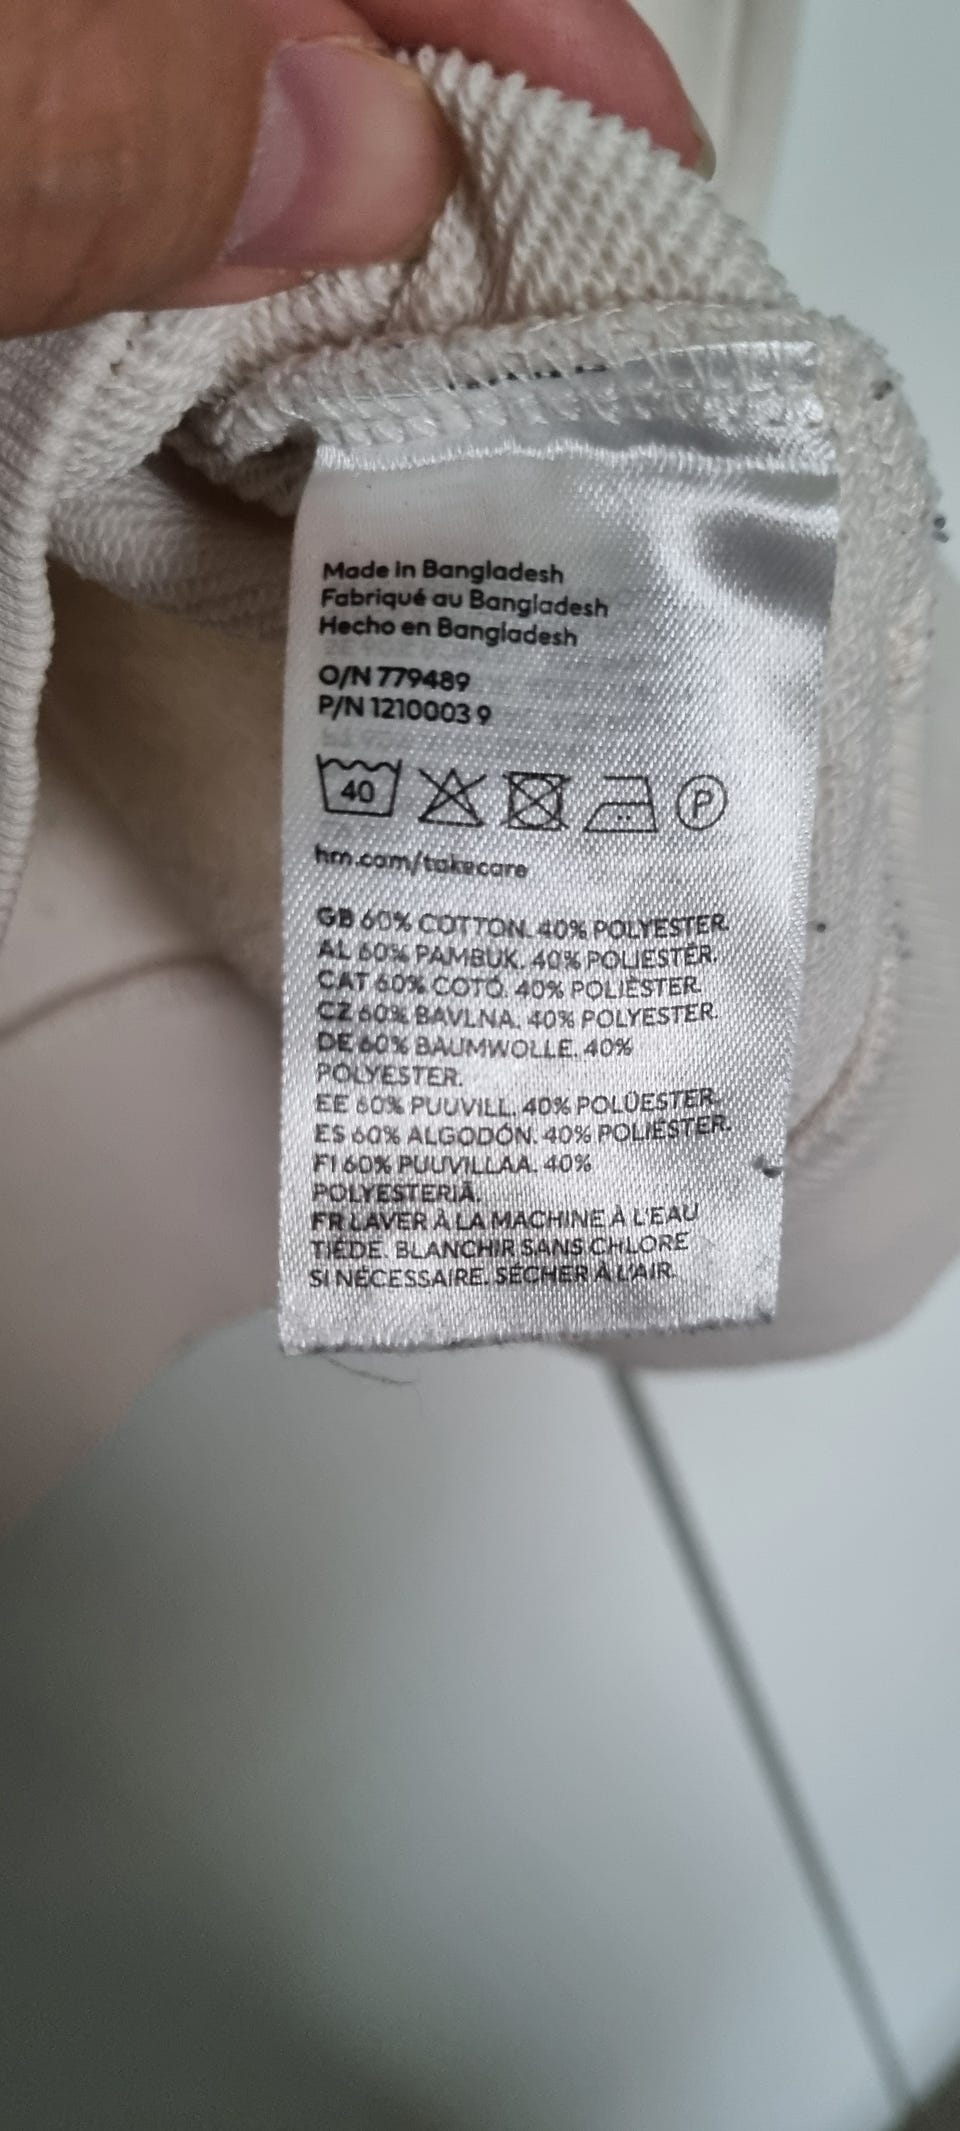 Made in Bangladesh
Fabriqué au Bangladesh
Hecho en Bangladesh
O/N 779489
P/N 1210003 9
40
P
hm.com/takecare
GB 60% COTTON. 40% POLYESTER.
AL 60% PAMBUK. 40% POLIESTËR.
CAT 60% COTÓ. 40% POLIÈSTER.
CZ 60% BAVLNA. 40% POLYESTER.
DE 60% BAUMWOLLE. 40%
POLYESTER.
EE 60% PUUVILL. 40% POLÜESTER.
ES 60% ALGODÓN. 40% POLIÉSTER.
FI 60% PUUVILLAA. 40%
POLYESTERIÄ.
FR LAVER À LA MACHINE À L'EAU
TIÈDE. BLANCHIR SANS CHLORE
SI NÉCESSAIRE. SÉCHER À L'AIR.